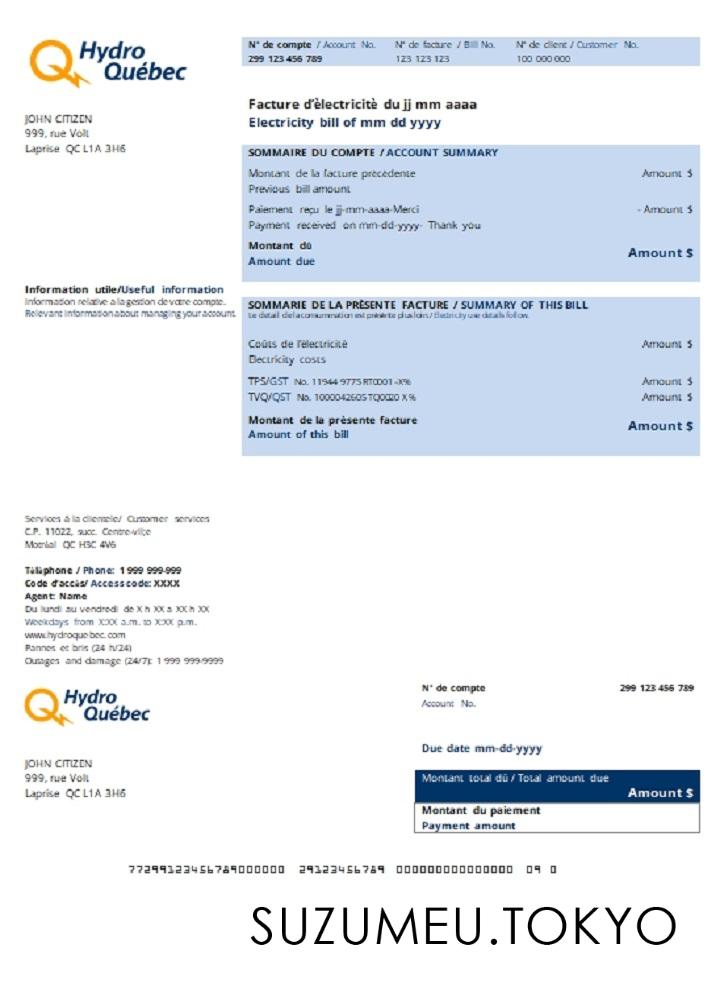 Hydro
Québec
N° de compte / Account No. N° de facture / Bill No. N° de client / Customer No.
299 123 456 789 123 123 123 100 000 000
JOHN CITIZEN
999, rue Volt
Laprise QC L1A 3H6
Facture d'èlectricitè du jj mm aaaa
Electricity bill of mm dd yyyy
SOMMAIRE DU COMPTE / ACCOUNT SUMMARY
Montant de la facture prècèdente Amount $
Previous bill amount
Paiement reçu le jj-mm-aaaa-Merci - Amount $
Payment received on mm-dd-yyyy- Thank you
Montant dû
Amount due Amount $
Information utile/Useful information
Information relative a la gestion de votre compte.
Relevant information about managing your account.
SOMMARIE DE LA PRÈSENTE FACTURE / SUMMARY OF THIS BILL
Le detail de la consummation est présente plus loin / Electricity use details follow.
Coûts de l'èlectricitè Amount $
Electricity costs
TPS/GST No. 11944 9775 RT0001 -X% Amount $
TVQ/QST No. 1000042605 TQ0020 X% Amount $
Montant de la prèsente facture Amount $
Amount of this bill
Services à la clientele/ Customer services
C.P. 11022, succ. Centre-ville
QC H3C 4V6
Tèlèphone / Phone: 1 999 999-999
Code d'accès/ Access code: XXXX
Agent: Name
Du lundi au vendredi de X h XX a XX h XX
Weekdays from X:XX a.m. to X:XX p.m.
www.hydroquebec.com
Pannes et bris (24 h/24)
Outages and damage (24/7): 1 999 999-9999
Hydro
Québec
N° de compte 299 123 456 789
Account No.
Due date mm-dd-yyyy
JOHN CITIZEN
999, rue Volt
Laprise QC L1A 3H6
Montant total dû / Total amount due
Amount $
Montant du paiement
Payment amount
77299123456789000000 29123456789 000000000000000 09 0
SUZUMEU.TOKYO